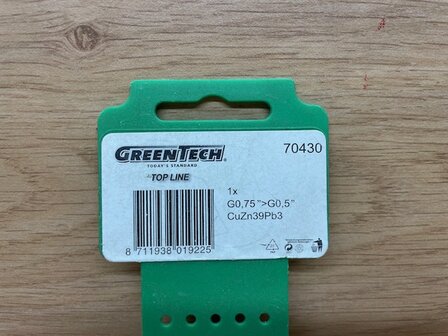 GREENTECH®
TODAY'S STANDARD
TOP LINE
70430
1x
G0,75">G0,5"
CuZn39Pb3
8 711938 019225